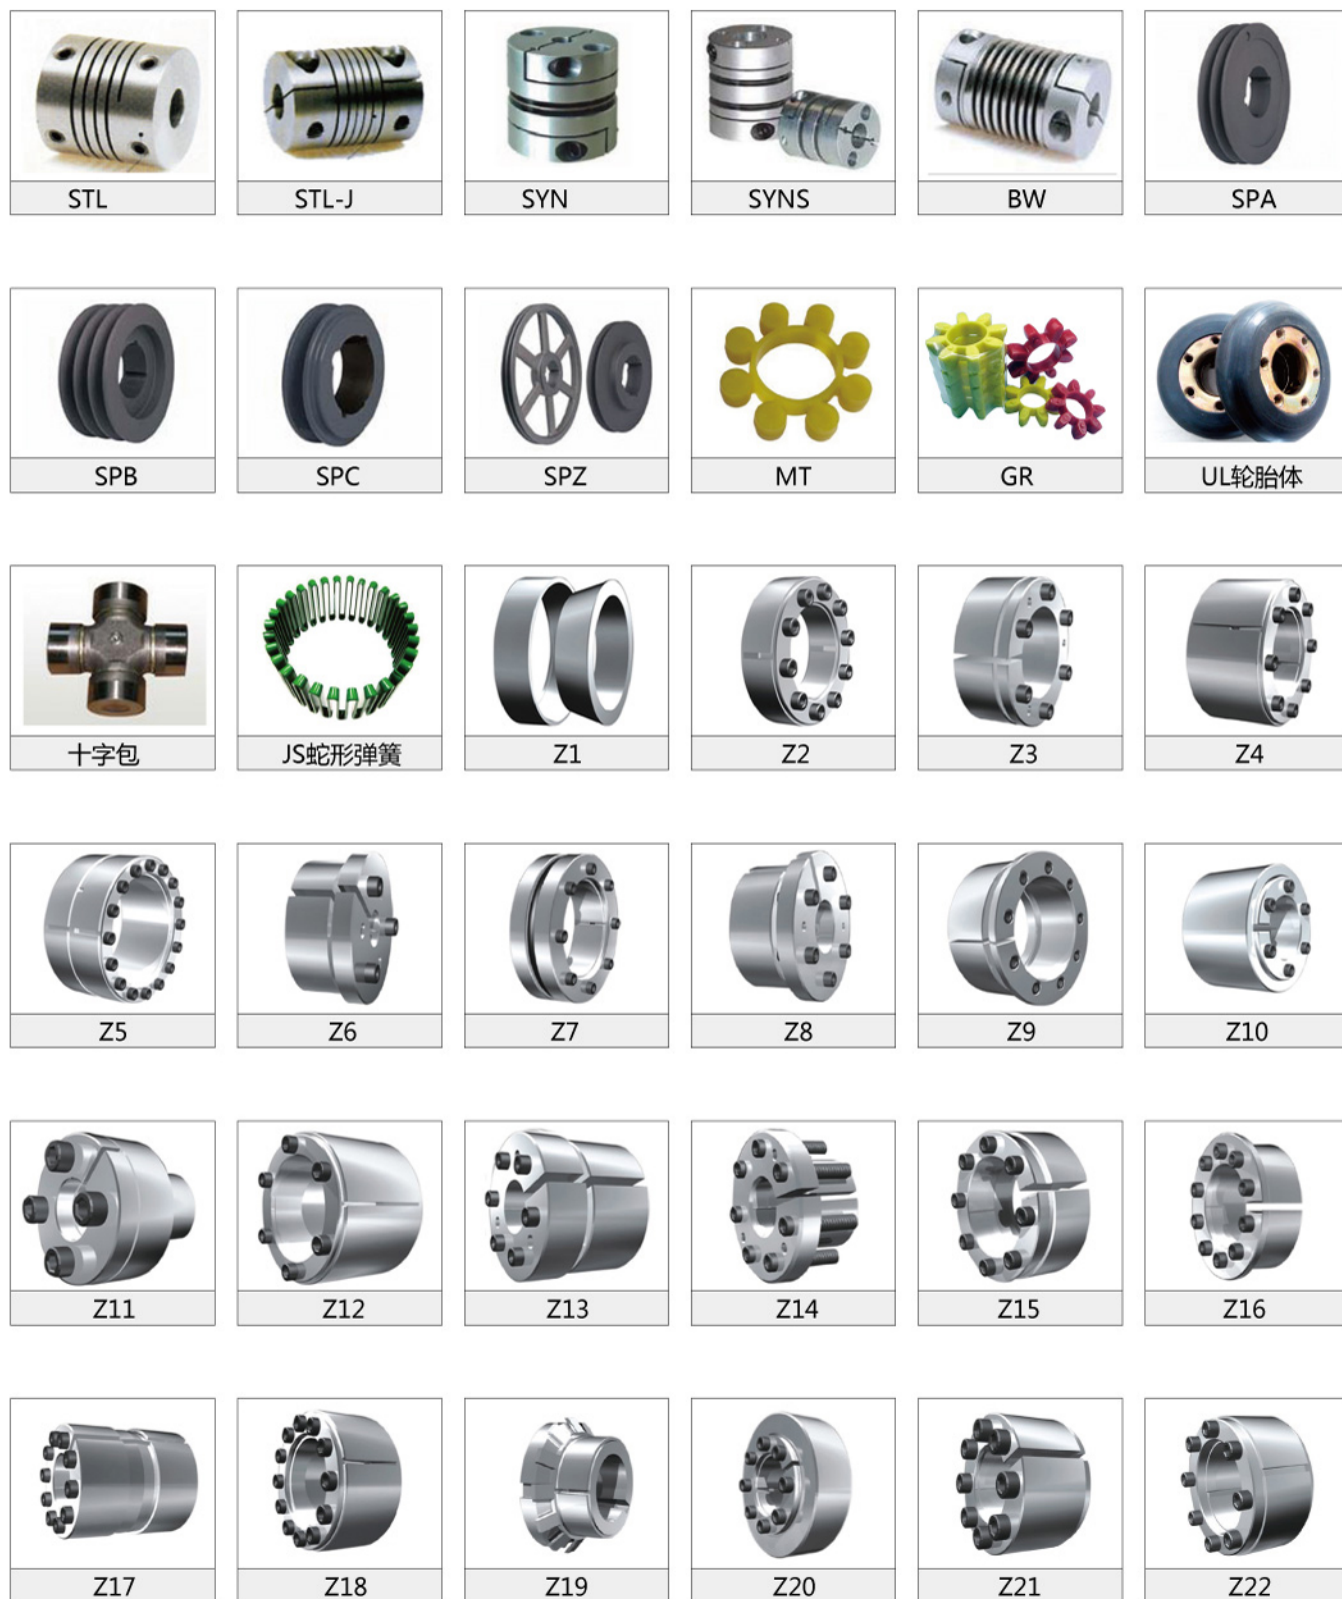 STL
STL-J
SYN
SYNS
BW
SPA
SPB
SPC
SPZ
MT
GR
UL轮胎体
十字包
JS蛇形弹簧
Z1
Z2
Z3
Z4
Z5
Z6
Z7
Z8
Z9
Z10
Z11
Z12
Z13
Z14
Z15
Z16
Z17
Z18
Z19
Z20
Z21
Z22